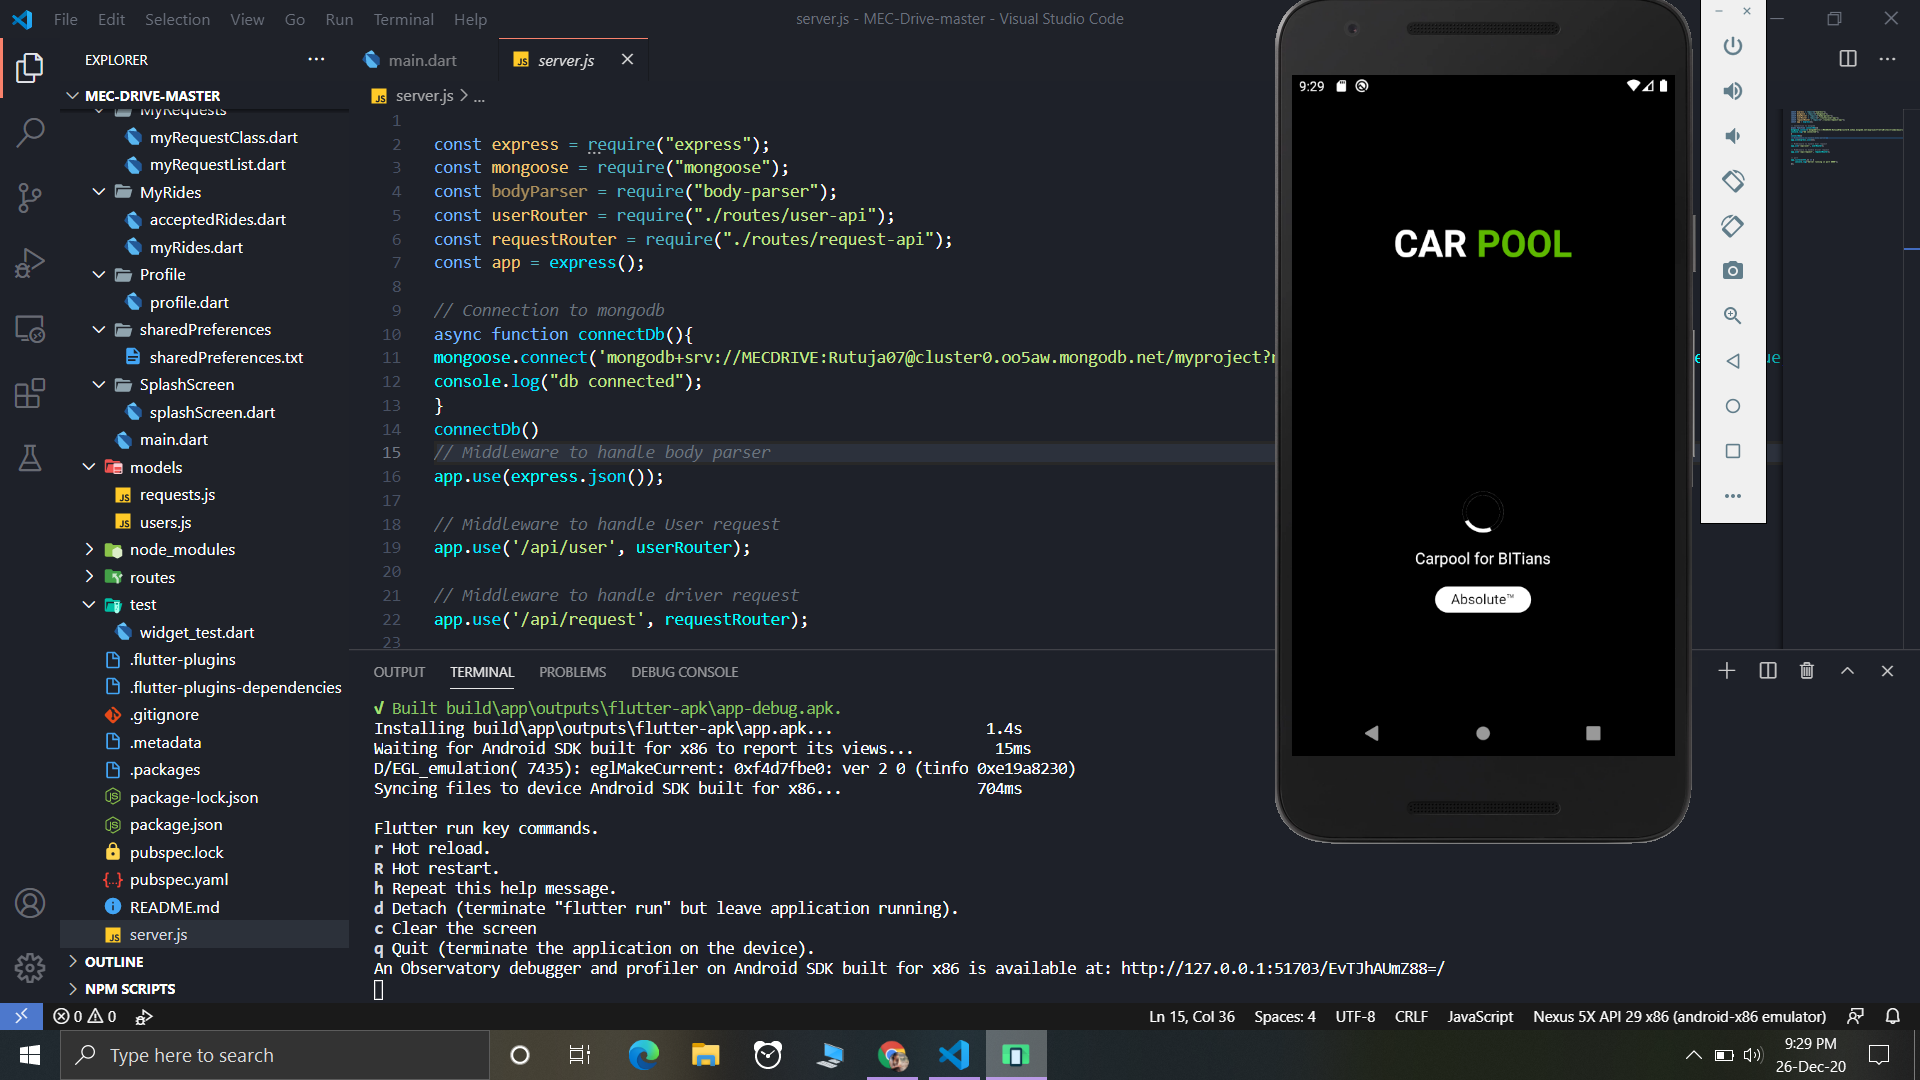 File Edit Selection View Go Run Terminal Help
server.js - MEC-Drive-master - Visual Studio Code
EXPLORER
MEC-DRIVE-MASTER
MyRequests
myRequestClass.dart
myRequestList.dart
MyRides
acceptedRides.dart
myRides.dart
Profile
profile.dart
sharedPreferences
sharedPreferences.txt
SplashScreen
splashScreen.dart
main.dart
models
requests.js
users.js
node_modules
routes
test
widget_test.dart
.flutter-plugins
.flutter-plugins-dependencies
.gitignore
.metadata
.packages
package-lock.json
package.json
pubspec.lock
pubspec.yaml
README.md
server.js
OUTLINE
NPM SCRIPTS
main.dart
server.js
server.js > ...
1
2 const express = require("express");
3 const mongoose = require("mongoose");
4 const bodyParser = require("body-parser");
5 const userRouter = require("./routes/user-api");
6 const requestRouter = require("./routes/request-api");
7 const app = express();
8
9 // Connection to mongodb
10 async function connectDb(){
11 mongoose.connect('mongodb+srv://MECDRIVE:Rutuja07@cluster0.oo5aw.mongodb.net/myproject?r
12 console.log("db connected");
13 }
14 connectDb()
15 // Middleware to handle body parser
16 app.use(express.json());
17
18 // Middleware to handle User request
19 app.use('/api/user', userRouter);
20
21 // Middleware to handle driver request
22 app.use('/api/request', requestRouter);
23
OUTPUT TERMINAL PROBLEMS DEBUG CONSOLE
√ Built build\app\outputs\flutter-apk\app-debug.apk.
Installing build\app\outputs\flutter-apk\app.apk... 1.4s
Waiting for Android SDK built for x86 to report its views... 15ms
D/EGL_emulation( 7435): eglMakeCurrent: 0xf4d7fbe0: ver 2 0 (tinfo 0xe19a8230)
Syncing files to device Android SDK built for x86... 704ms
Flutter run key commands.
r Hot reload.
R Hot restart.
h Repeat this help message.
d Detach (terminate "flutter run" but leave application running).
c Clear the screen
q Quit (terminate the application on the device).
An Observatory debugger and profiler on Android SDK built for x86 is available at: http://127.0.0.1:51703/EvTJhAUmZ88=/
9:29
CAR POOL
Carpool for BITians
Absolute™
0 0
Ln 15, Col 36 Spaces: 4 UTF-8 CRLF JavaScript Nexus 5X API 29 x86 (android-x86 emulator)
Type here to search
9:29 PM
26-Dec-20